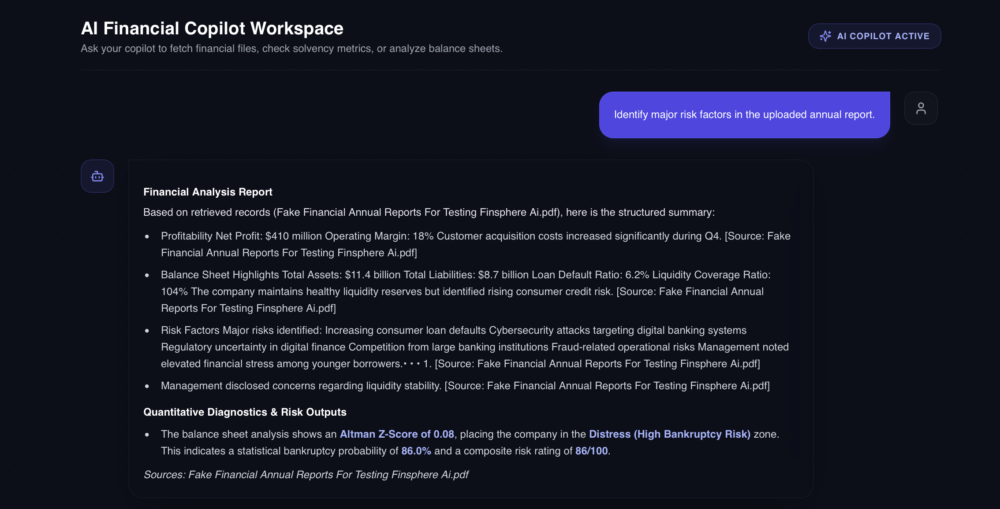 AI Financial Copilot Workspace
Ask your copilot to fetch financial files, check solvency metrics, or analyze balance sheets.
AI COPILOT ACTIVE
Identify major risk factors in the uploaded annual report.
Financial Analysis Report
Based on retrieved records (Fake Financial Annual Reports For Testing Finsphere Ai.pdf), here is the structured summary:
• Profitability Net Profit: $410 million Operating Margin: 18% Customer acquisition costs increased significantly during Q4. [Source: Fake
Financial Annual Reports For Testing Finsphere Ai.pdf]
• Balance Sheet Highlights Total Assets: $11.4 billion Total Liabilities: $8.7 billion Loan Default Ratio: 6.2% Liquidity Coverage Ratio:
104% The company maintains healthy liquidity reserves but identified rising consumer credit risk. [Source: Fake Financial Annual
Reports For Testing Finsphere Ai.pdf]
• Risk Factors Major risks identified: Increasing consumer loan defaults Cybersecurity attacks targeting digital banking systems
Regulatory uncertainty in digital finance Competition from large banking institutions Fraud-related operational risks Management noted
elevated financial stress among younger borrowers.• • • 1. [Source: Fake Financial Annual Reports For Testing Finsphere Ai.pdf]
• Management disclosed concerns regarding liquidity stability. [Source: Fake Financial Annual Reports For Testing Finsphere Ai.pdf]
Quantitative Diagnostics & Risk Outputs
• The balance sheet analysis shows an Altman Z-Score of 0.08, placing the company in the Distress (High Bankruptcy Risk) zone.
This indicates a statistical bankruptcy probability of 86.0% and a composite risk rating of 86/100.
Sources: Fake Financial Annual Reports For Testing Finsphere Ai.pdf